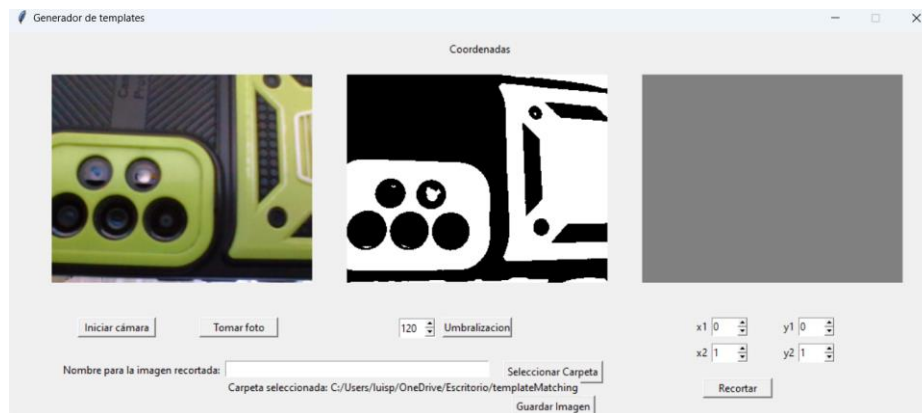 Generador de templates
Coordenadas
Iniciar cámara
Tomar foto
120
Umbralizacion
x1 0
y1 0
x2 1
y2 1
Nombre para la imagen recortada:
Seleccionar Carpeta
Carpeta seleccionada: C:/Users/luisp/OneDrive/Escritorio/templateMatching
Recortar
Guardar Imagen